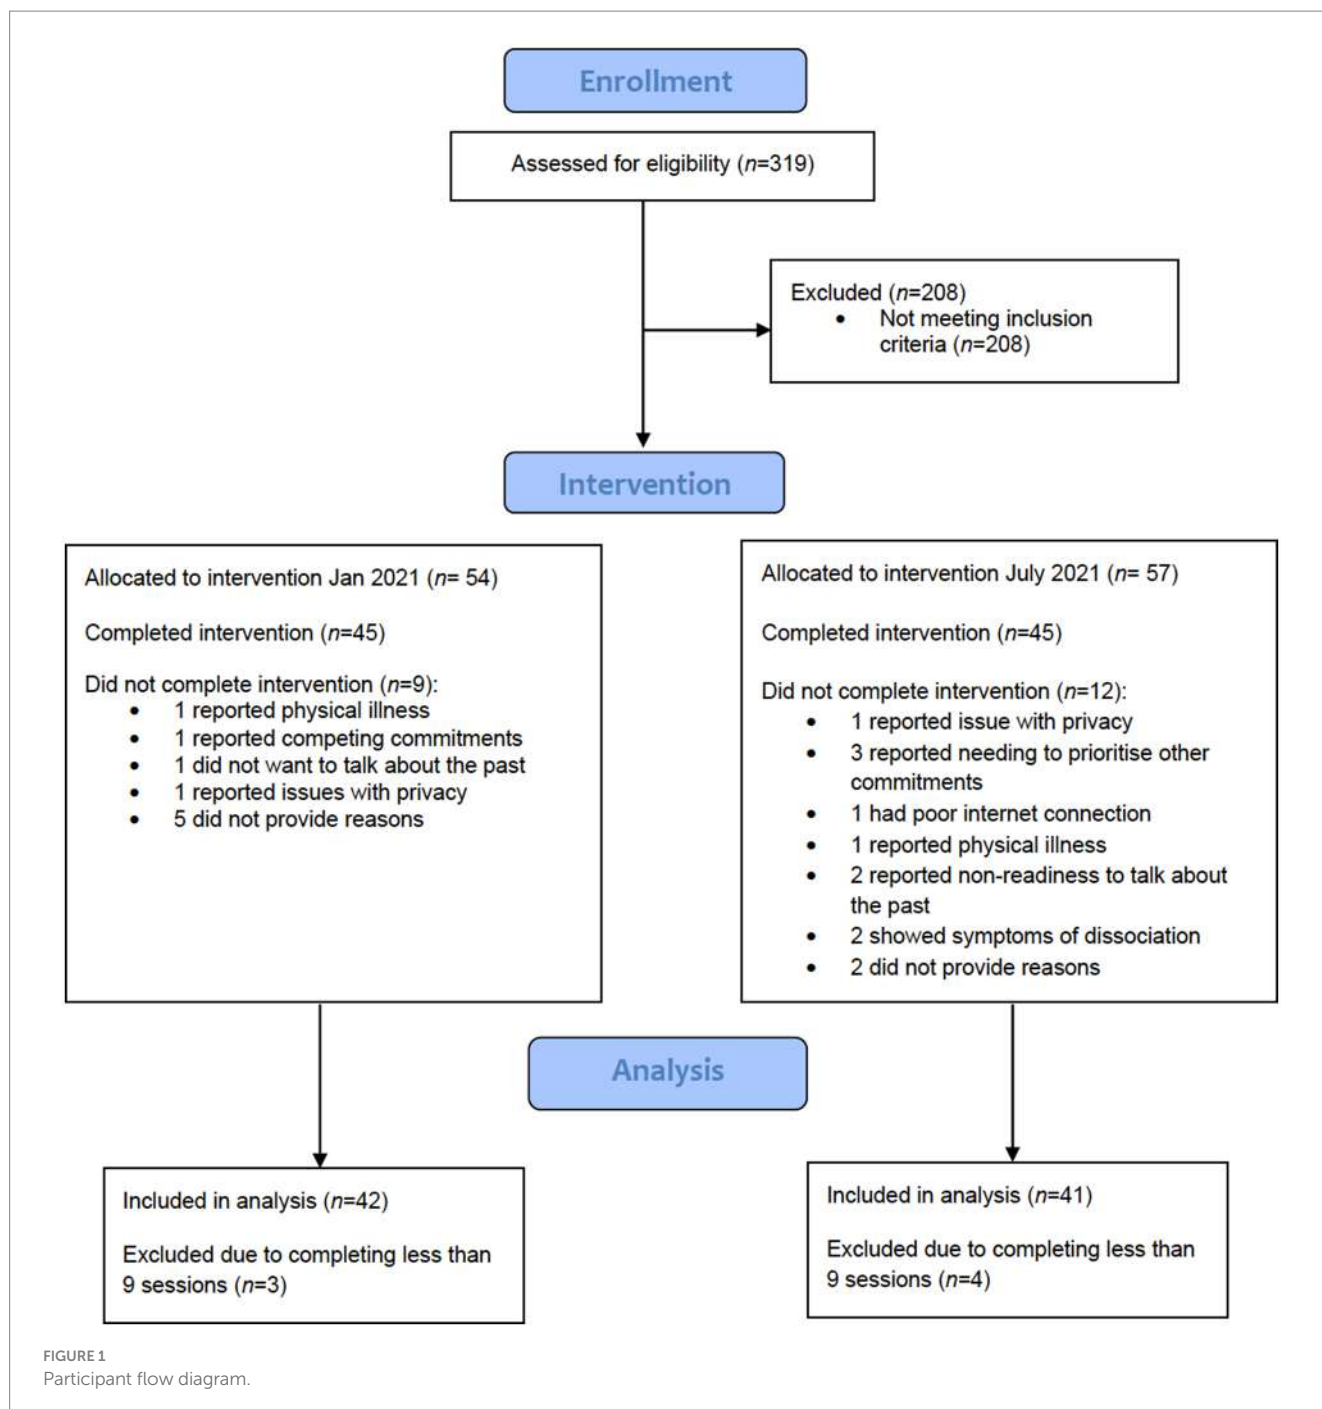 Enrollment
Assessed for eligibility (n=319)
Excluded (n=208)
• Not meeting inclusion
criteria (n=208)
Intervention
Allocated to intervention Jan 2021 (n= 54)
Completed intervention (n=45)
Did not complete intervention (n=9):
• 1 reported physical illness
• 1 reported competing commitments
• 1 did not want to talk about the past
• 1 reported issues with privacy
• 5 did not provide reasons
Allocated to intervention July 2021 (n= 57)
Completed intervention (n=45)
Did not complete intervention (n=12):
• 1 reported issue with privacy
• 3 reported needing to prioritise other
commitments
• 1 had poor internet connection
• 1 reported physical illness
• 2 reported non-readiness to talk about
the past
• 2 showed symptoms of dissociation
• 2 did not provide reasons
Analysis
Included in analysis (n=42)
Excluded due to completing less than
9 sessions (n=3)
Included in analysis (n=41)
Excluded due to completing less than
9 sessions (n=4)
FIGURE 1
Participant flow diagram.